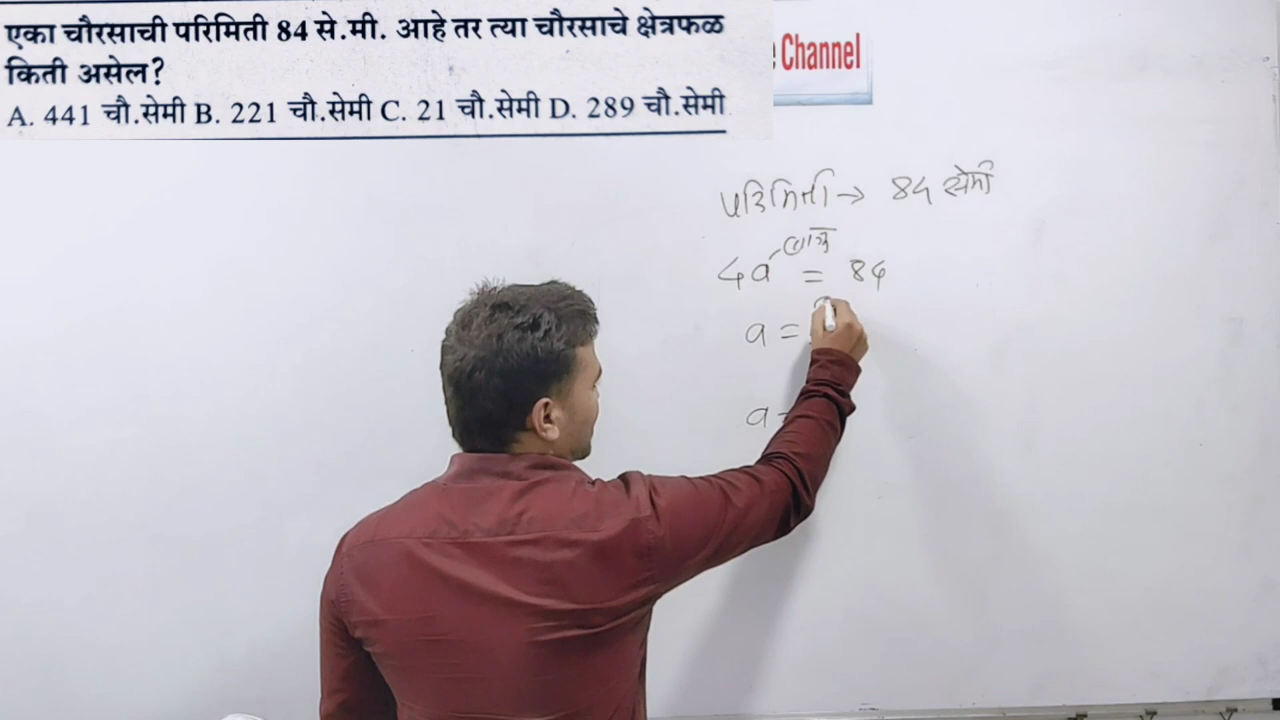 एका चौरसाची परिमिती 84 से.मी. आहे तर त्या चौरसाचे क्षेत्रफळ
किती असेल?
A. 441 चौ.सेमी B. 221 चौ.सेमी C. 21 चौ.सेमी D. 289 चौ.सेमी
Channel
परिमिती → 84 सेमी
4a = 84
a =
a